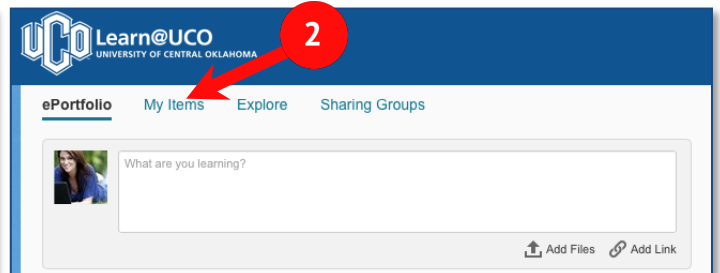 UCO
Learn@UCO
UNIVERSITY OF CENTRAL OKLAHOMA
2
ePortfolio My Items Explore Sharing Groups
What are you learning?
Add Files Add Link